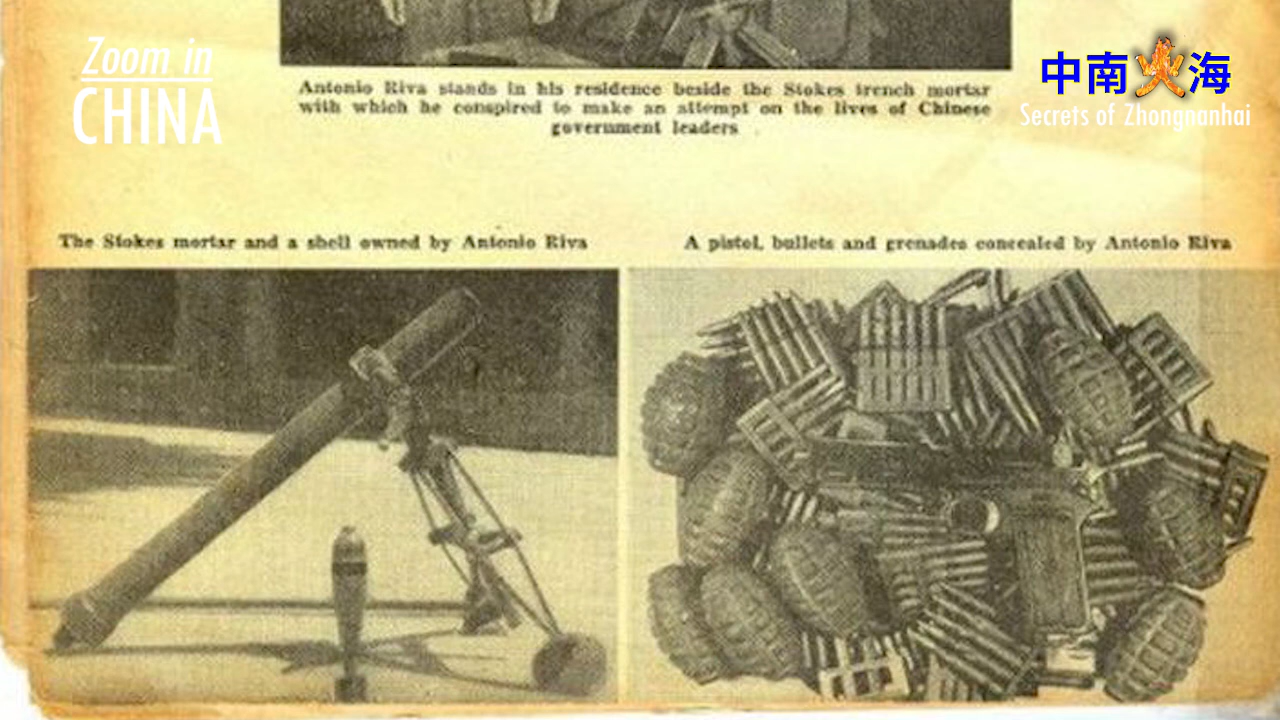 Zoom in
CHINA
中南海
Secrets of Zhongnanhai
Antonio Riva stands in his residence beside the Stokes trench mortar
with which he conspired to make an attempt on the lives of Chinese
government leaders
The Stokes mortar and a shell owned by Antonio Riva
A pistol, bullets and grenades concealed by Antonio Riva